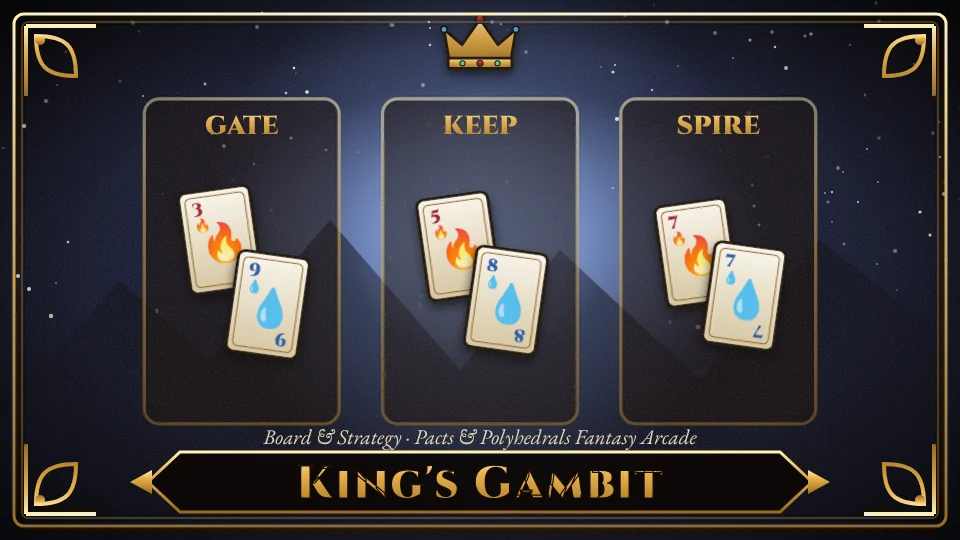 GATE KEEP SPIRE
3 5 7
9 8 7
9 8 7
Board & Strategy · Pacts & Polyhedrals Fantasy Arcade
KING'S GAMBIT